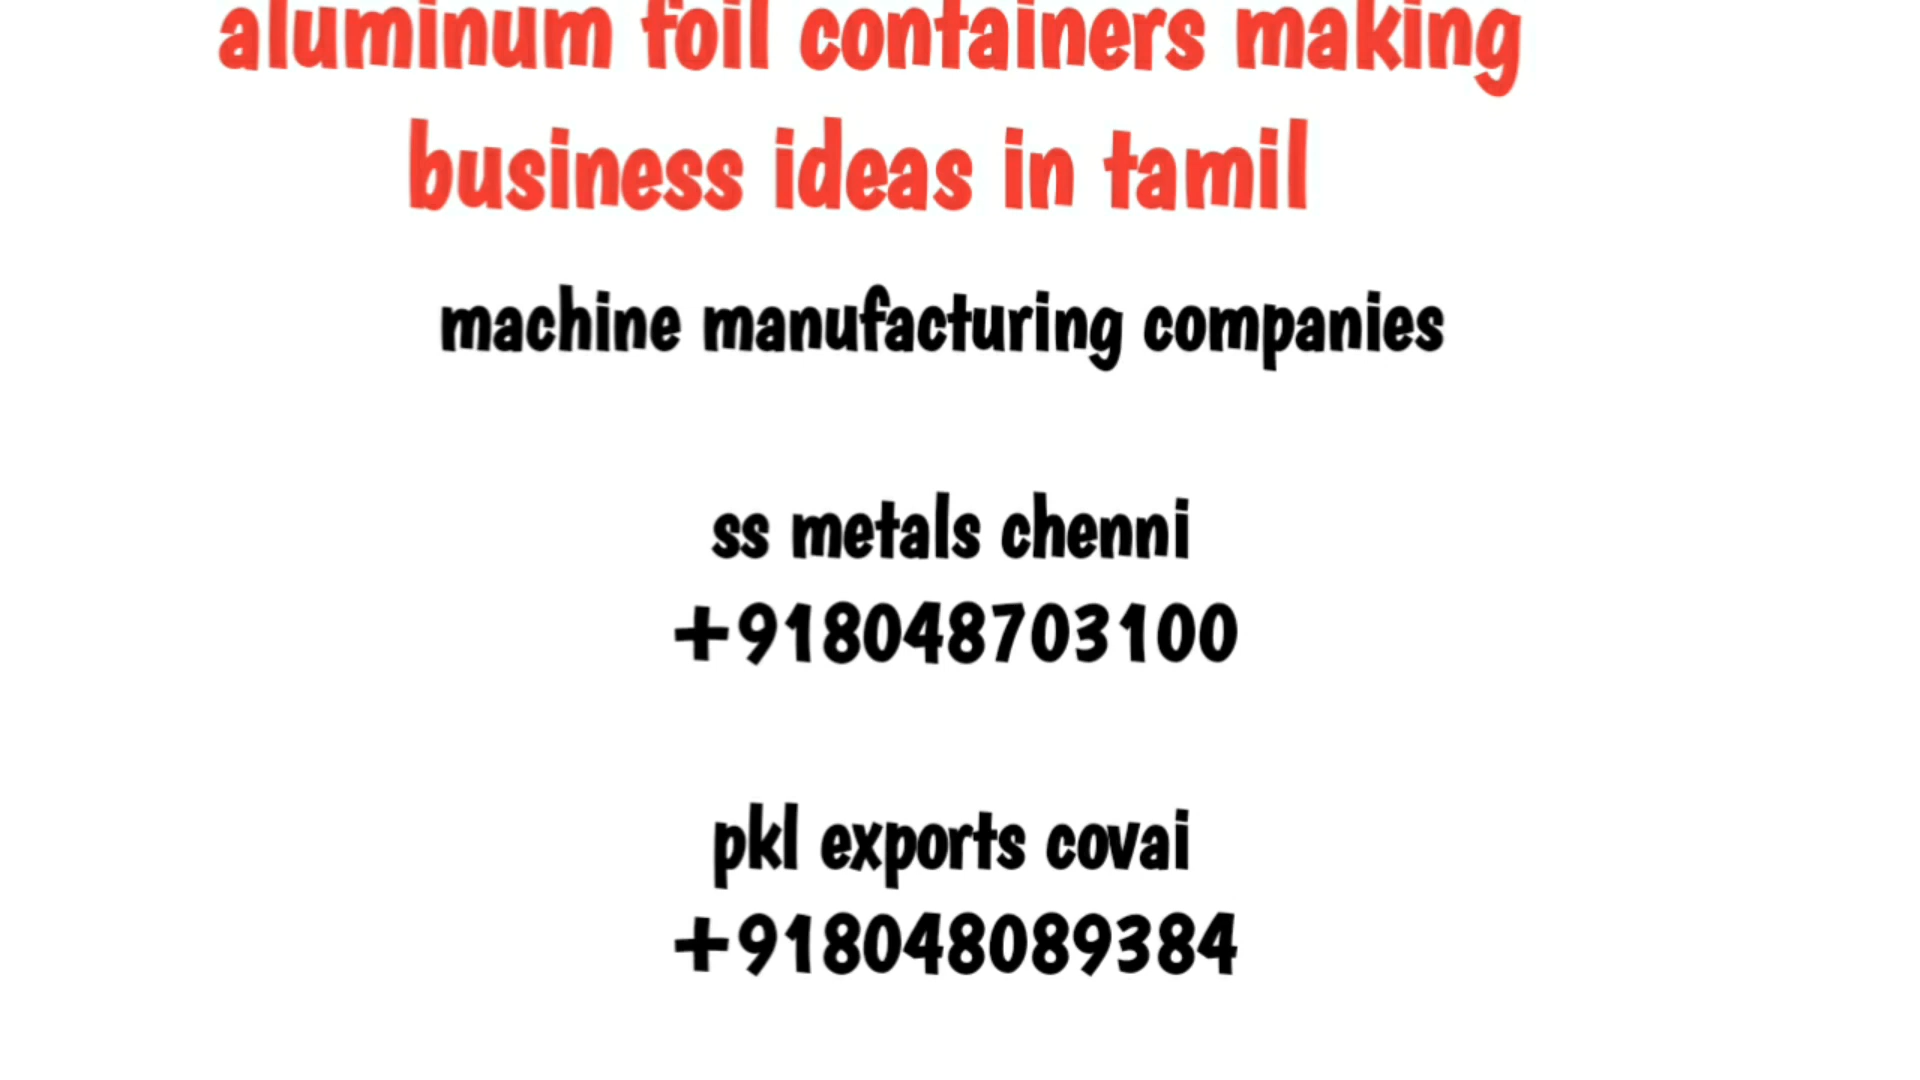 aluminum foil containers making
business ideas in tamil
machine manufacturing companies
ss metals chenni
+918048703100
pkl exports covai
+918048089384